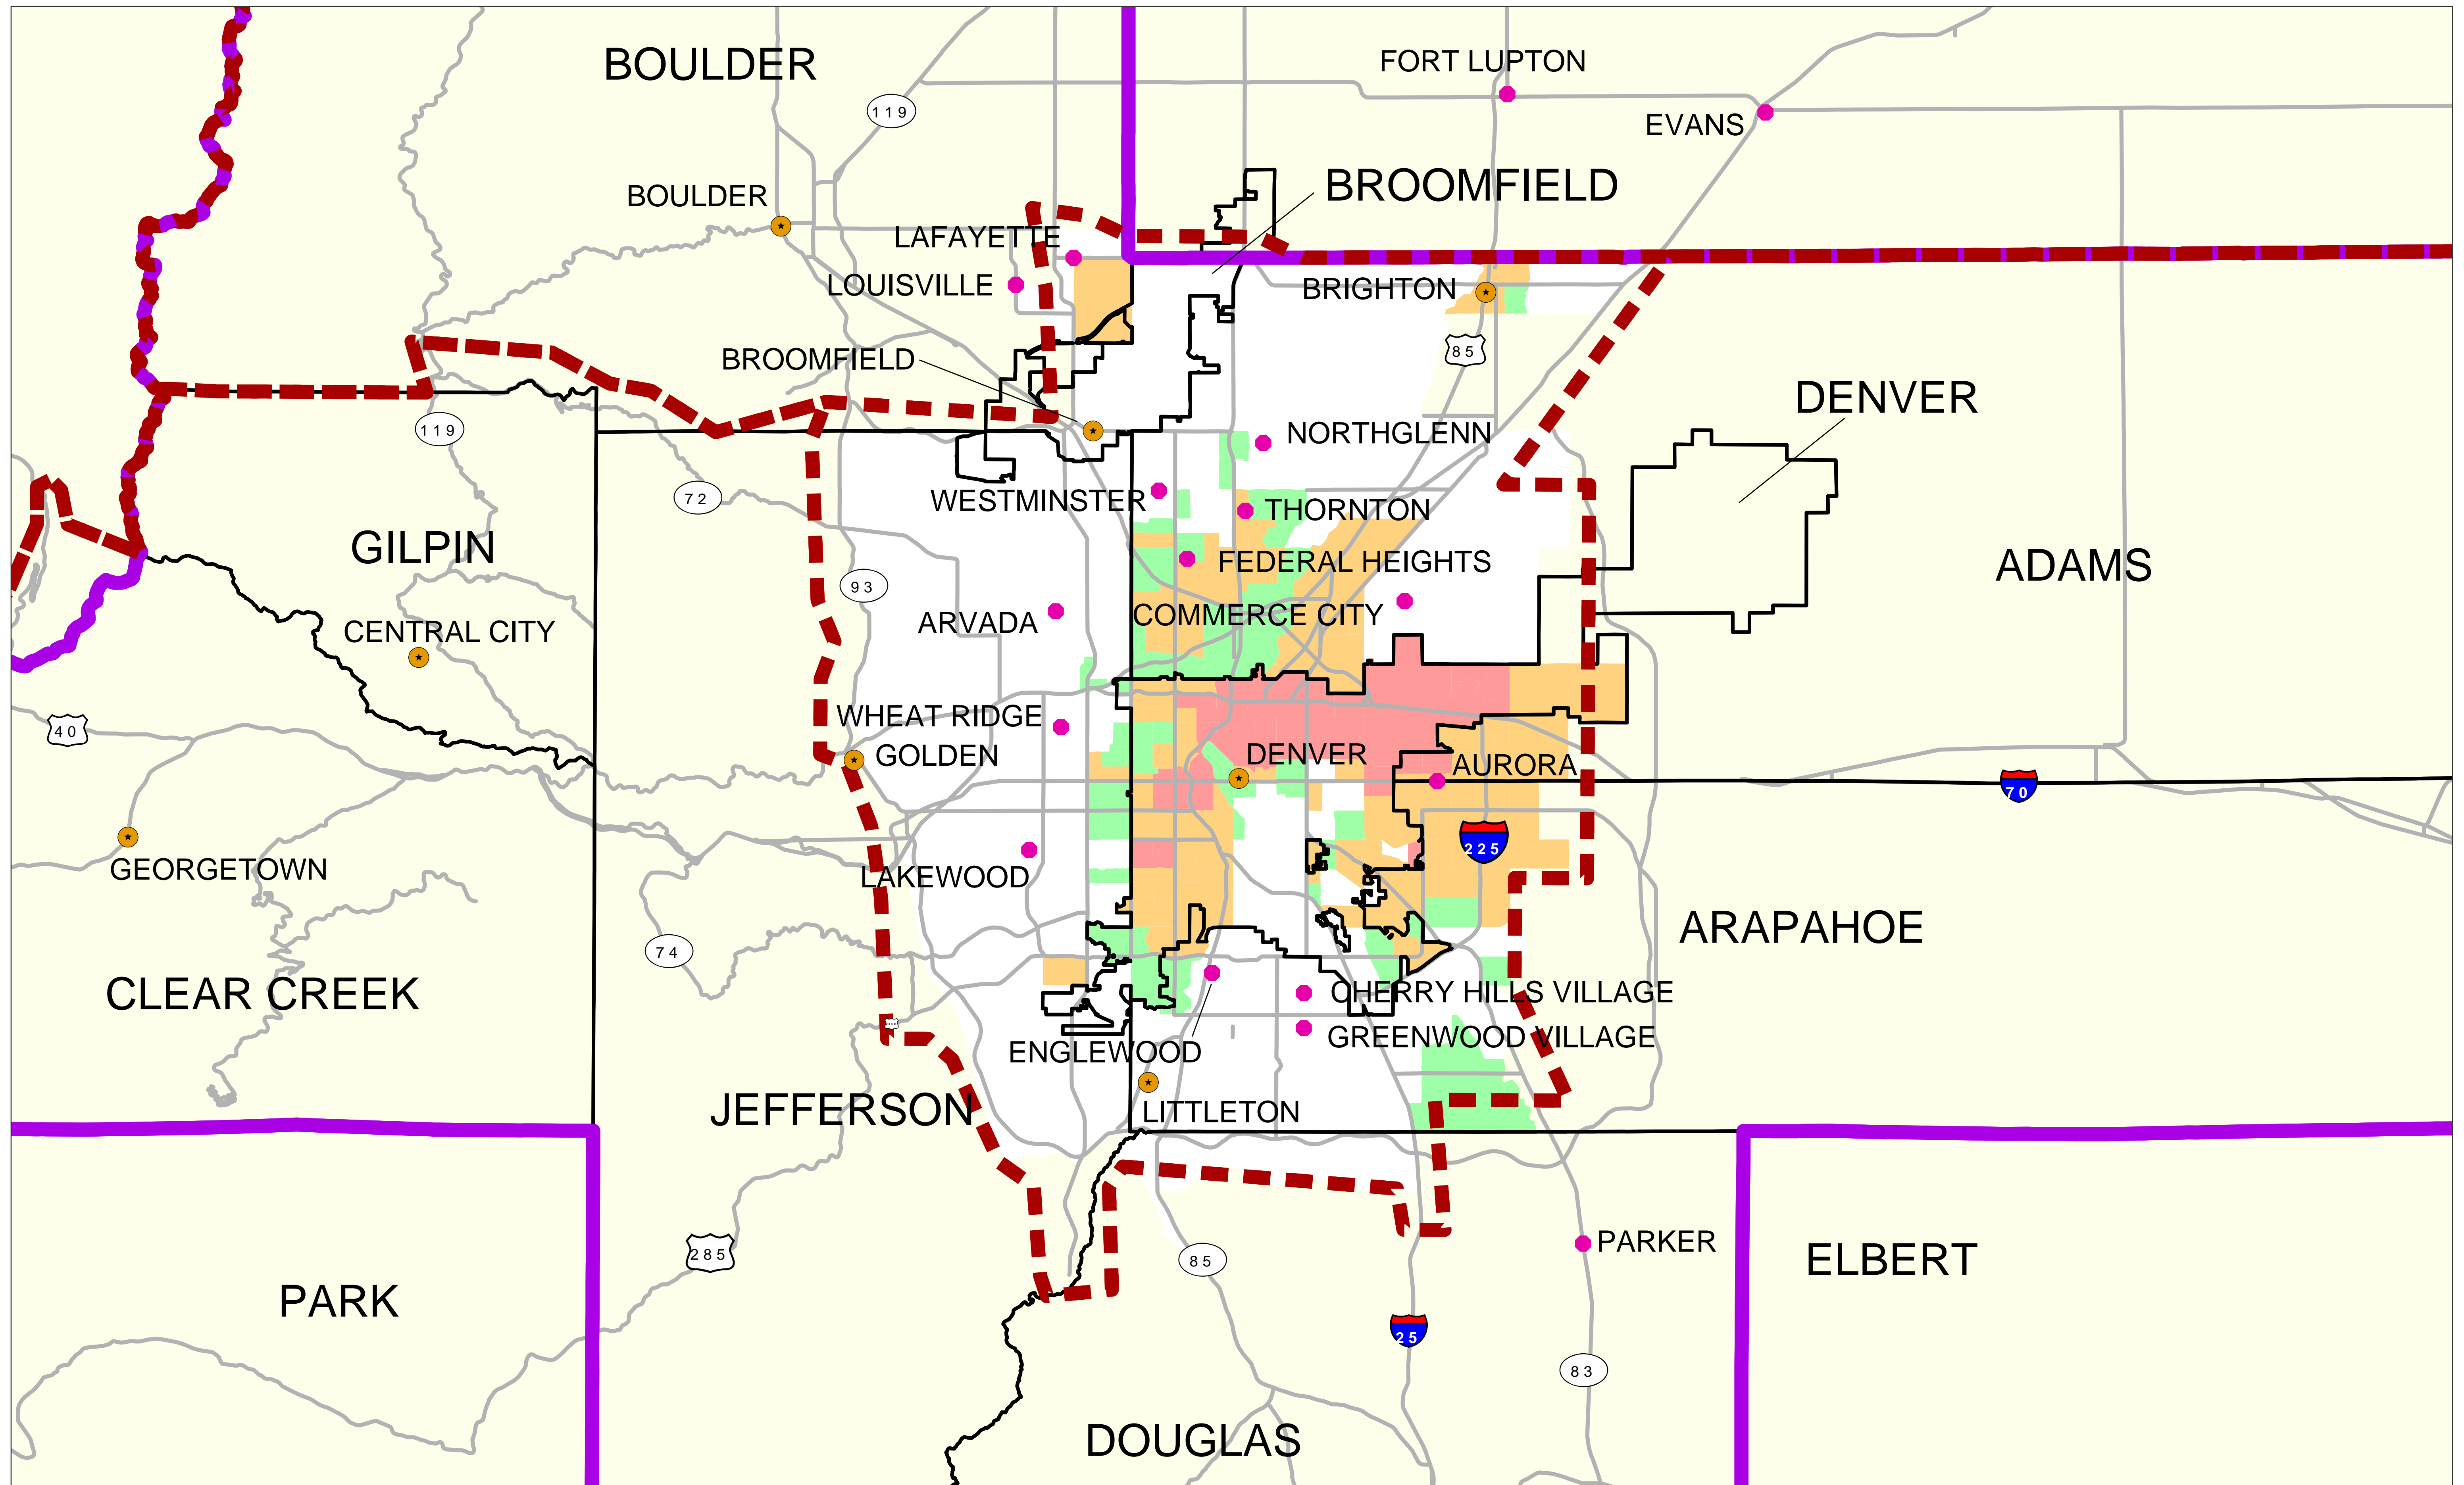 BOULDER
FORT LUPTON
119
EVANS
BROOMFIELD
BOULDER
LAFAYETTE
LOUISVILLE
BRIGHTON
BROOMFIELD
85
DENVER
119
NORTHGLENN
72
WESTMINSTER
THORNTON
GILPIN
FEDERAL HEIGHTS
ADAMS
93
COMMERCE CITY
ARVADA
CENTRAL CITY
WHEAT RIDGE
40
GOLDEN
DENVER
AURORA
70
225
GEORGETOWN
LAKEWOOD
ARAPAHOE
74
CLEAR CREEK
CHERRY HILLS VILLAGE
GREENWOOD VILLAGE
ENGLEWOOD
JEFFERSON
LITTLETON
PARKER
285
85
ELBERT
PARK
25
83
DOUGLAS